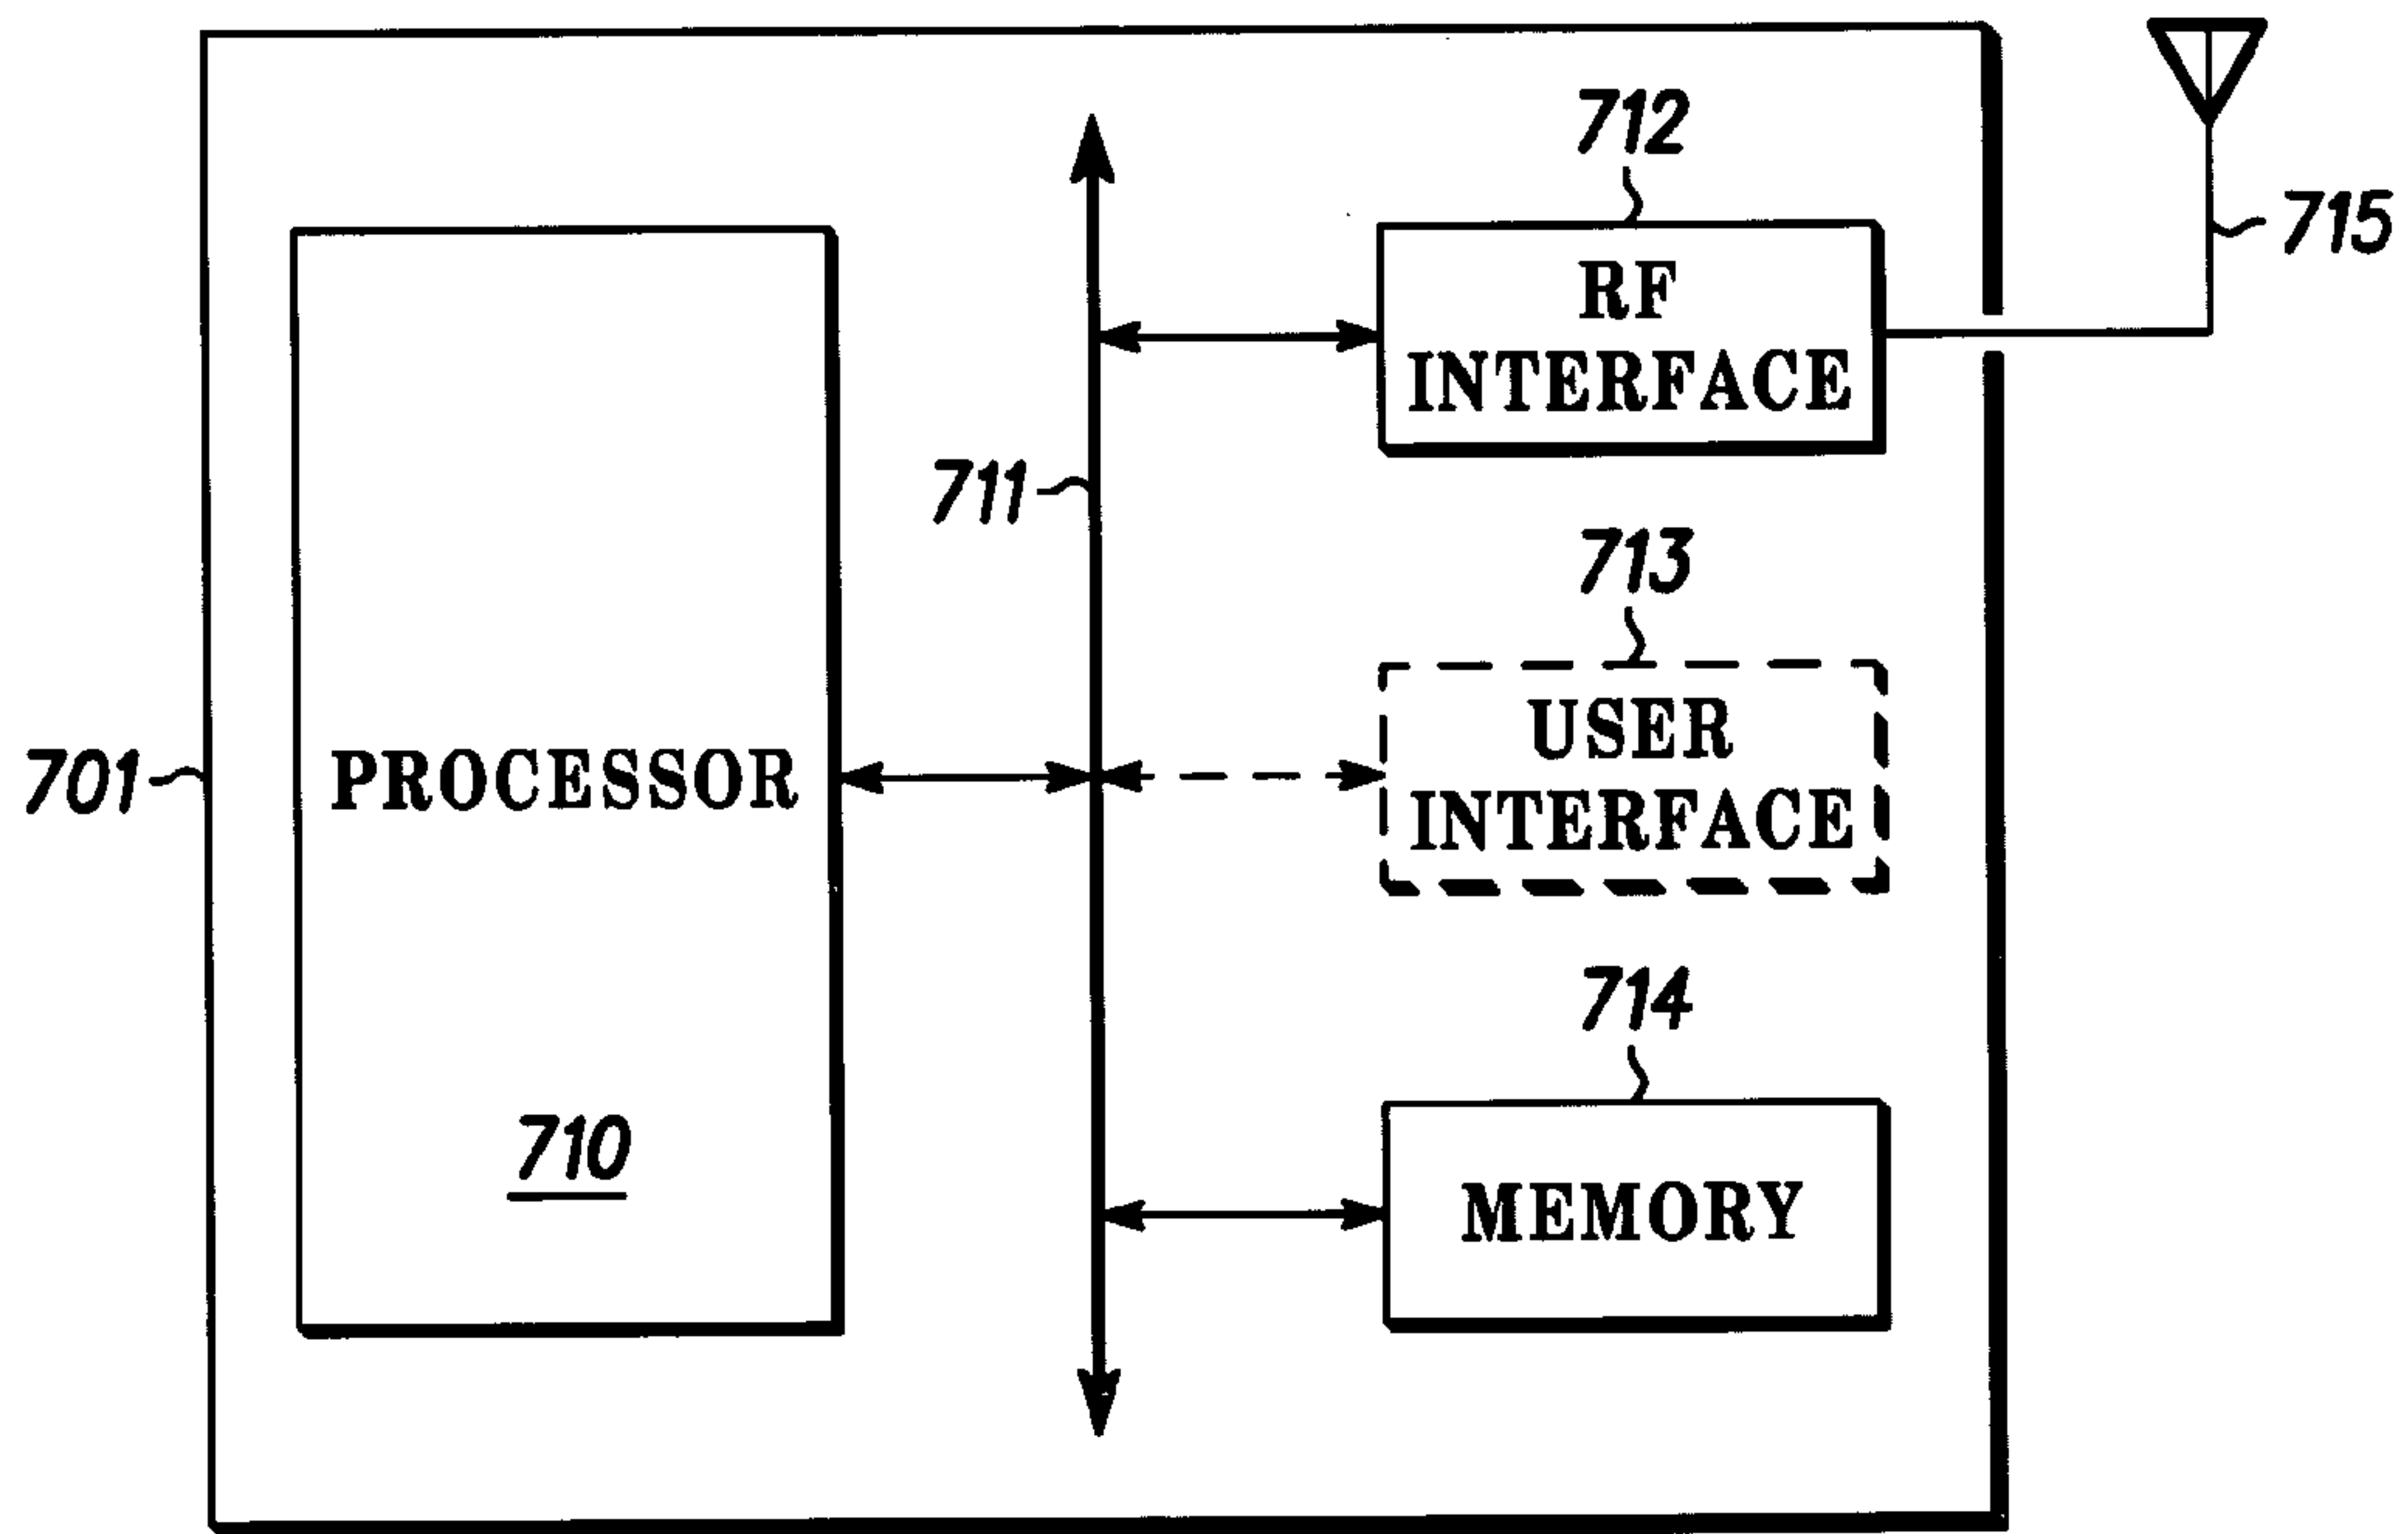 712
715
RF
INTERFACE
711
713
701
PROCESSOR
USER
INTERFACE
714
710
MEMORY